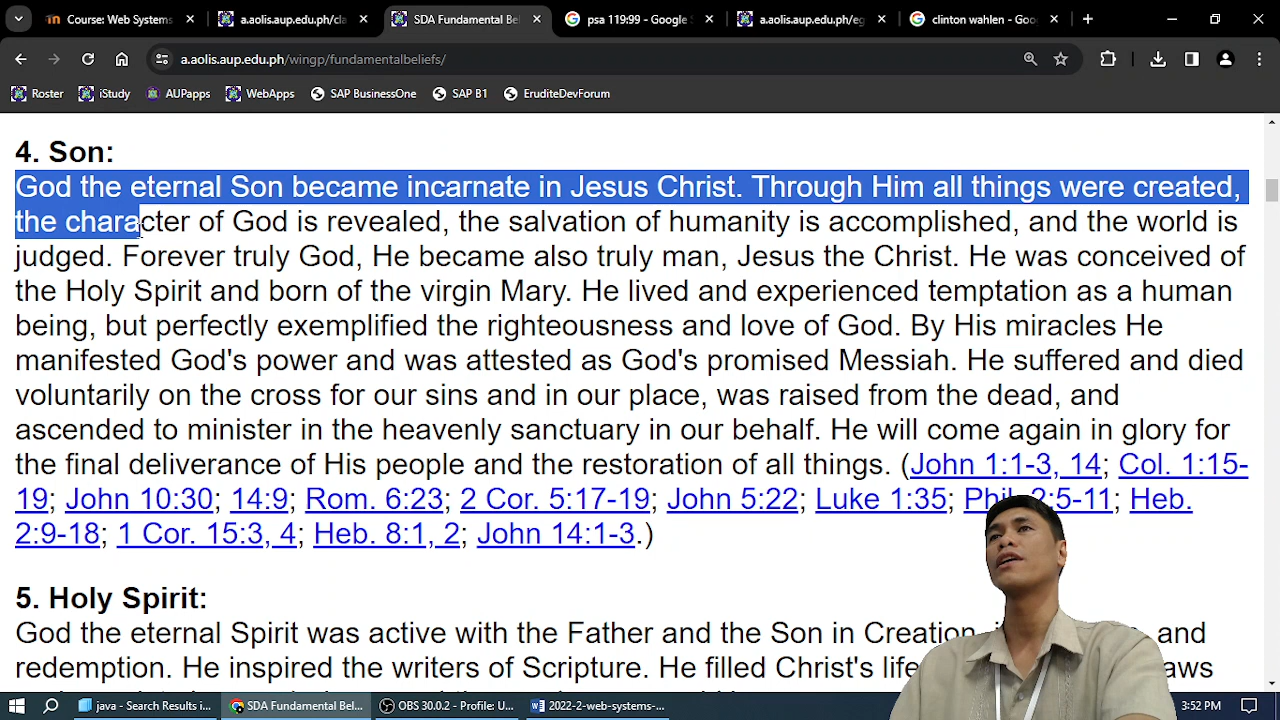 Course: Web Systems
a.aolis.aup.edu.ph/cla
SDA Fundamental Bel
psa 119:99 - Google S
a.aolis.aup.edu.ph/eg
clinton wahlen - Goo
a.aolis.aup.edu.ph/wingp/fundamentalbeliefs/
Roster
iStudy
AUPapps
WebApps
SAP BusinessOne
SAP B1
EruditeDevForum
4. Son:
God the eternal Son became incarnate in Jesus Christ. Through Him all things were created,
the character of God is revealed, the salvation of humanity is accomplished, and the world is
judged. Forever truly God, He became also truly man, Jesus the Christ. He was conceived of
the Holy Spirit and born of the virgin Mary. He lived and experienced temptation as a human
being, but perfectly exemplified the righteousness and love of God. By His miracles He
manifested God's power and was attested as God's promised Messiah. He suffered and died
voluntarily on the cross for our sins and in our place, was raised from the dead, and
ascended to minister in the heavenly sanctuary in our behalf. He will come again in glory for
the final deliverance of His people and the restoration of all things. (John 1:1-3, 14; Col. 1:15-
19; John 10:30; 14:9; Rom. 6:23; 2 Cor. 5:17-19; John 5:22; Luke 1:35; Phil. 2:5-11; Heb.
2:9-18; 1 Cor. 15:3, 4; Heb. 8:1, 2; John 14:1-3.)
5. Holy Spirit:
God the eternal Spirit was active with the Father and the Son in Creation, and
redemption. He inspired the writers of Scripture. He filled Christ's life
java - Search Results i...
SDA Fundamental Bel...
OBS 30.0.2 - Profile: U...
2022-2-web-systems-...
3:52 PM